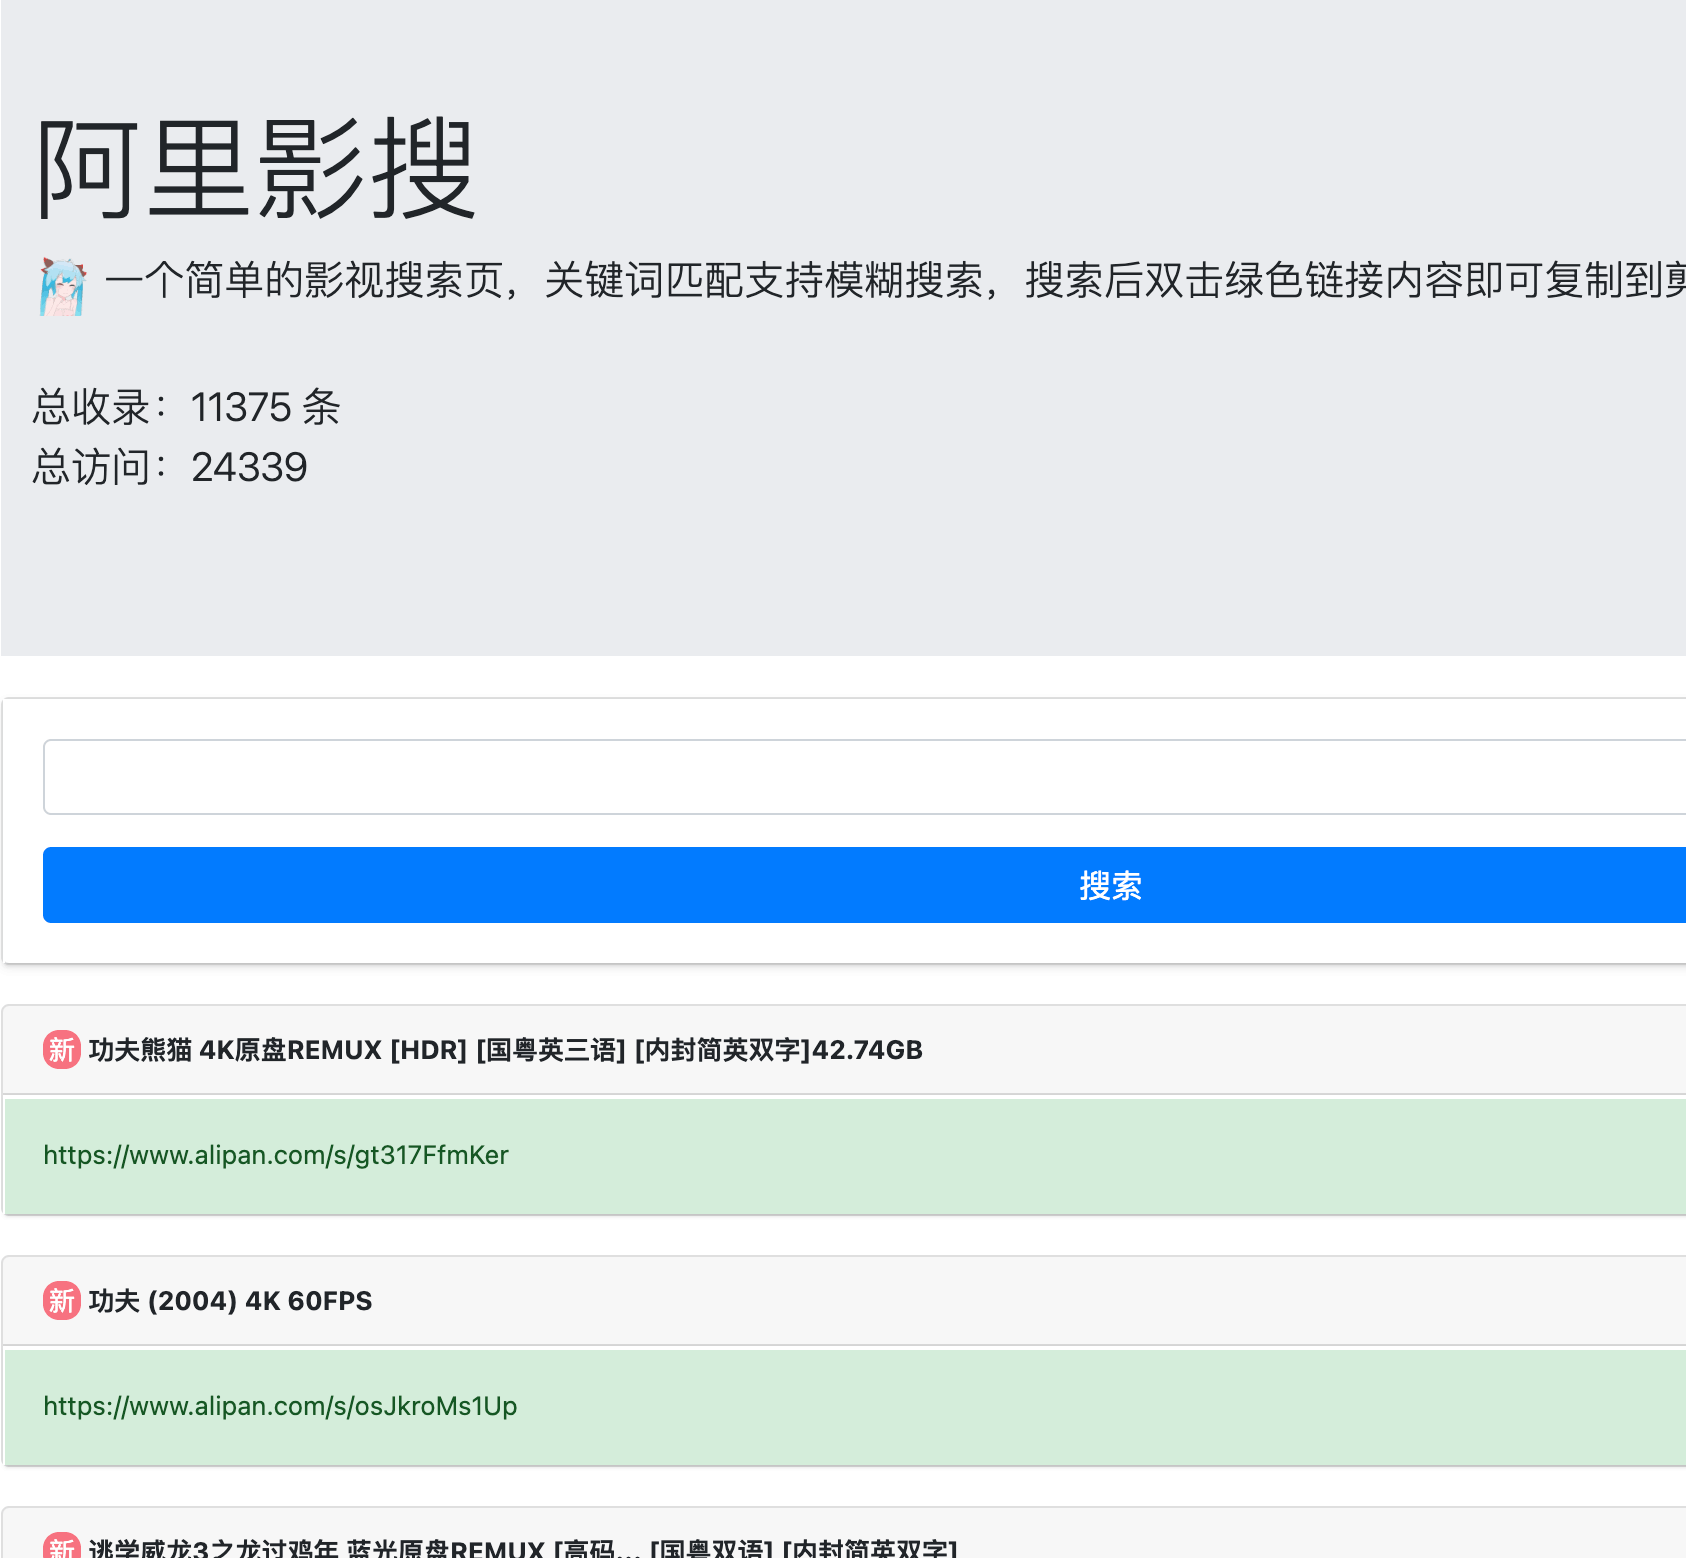 阿里影搜
一个简单的影视搜索页，关键词匹配支持模糊搜索，搜索后双击绿色链接内容即可复制到剪
总收录：11375 条
总访问：24339
搜索
新 功夫熊猫 4K原盘REMUX [HDR] [国粤英三语] [内封简英双字]42.74GB
https://www.alipan.com/s/gt317FfmKer
新 功夫 (2004) 4K 60FPS
https://www.alipan.com/s/osJkroMs1Up
新 逃学威龙3之龙过鸡年 蓝光原盘REMUX [高码... [国粤双语] [内封简英双字]